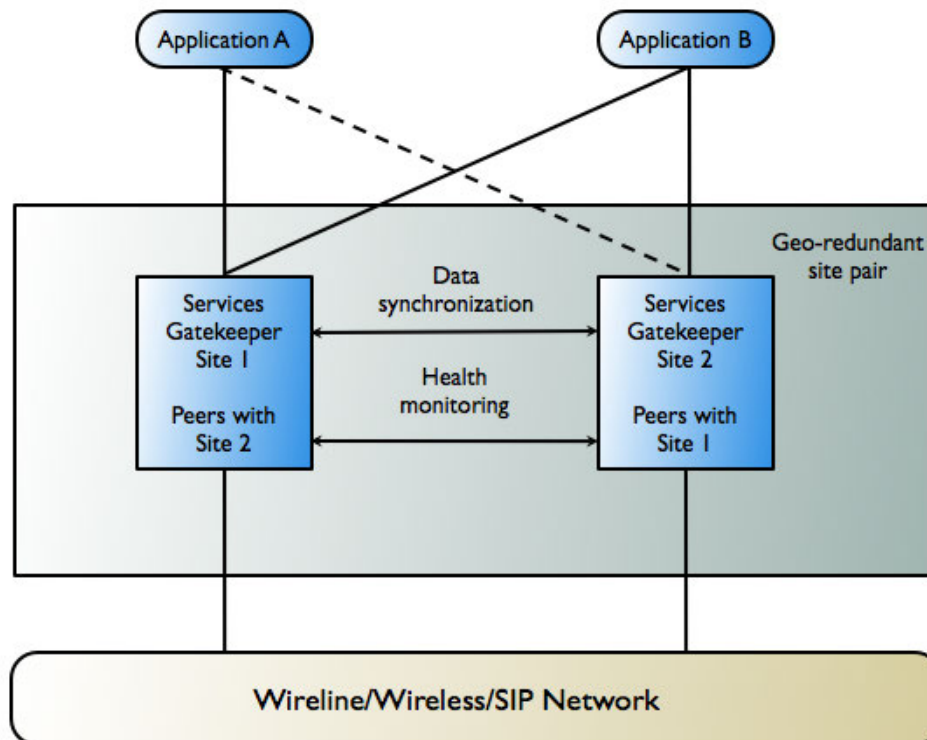 Application A
Application B
Geo-redundant
site pair
Data
synchronization
Services
Gatekeeper
Site 1
Peers with
Site 2
Health
monitoring
Services
Gatekeeper
Site 2
Peers with
Site 1
Wireline/Wireless/SIP Network